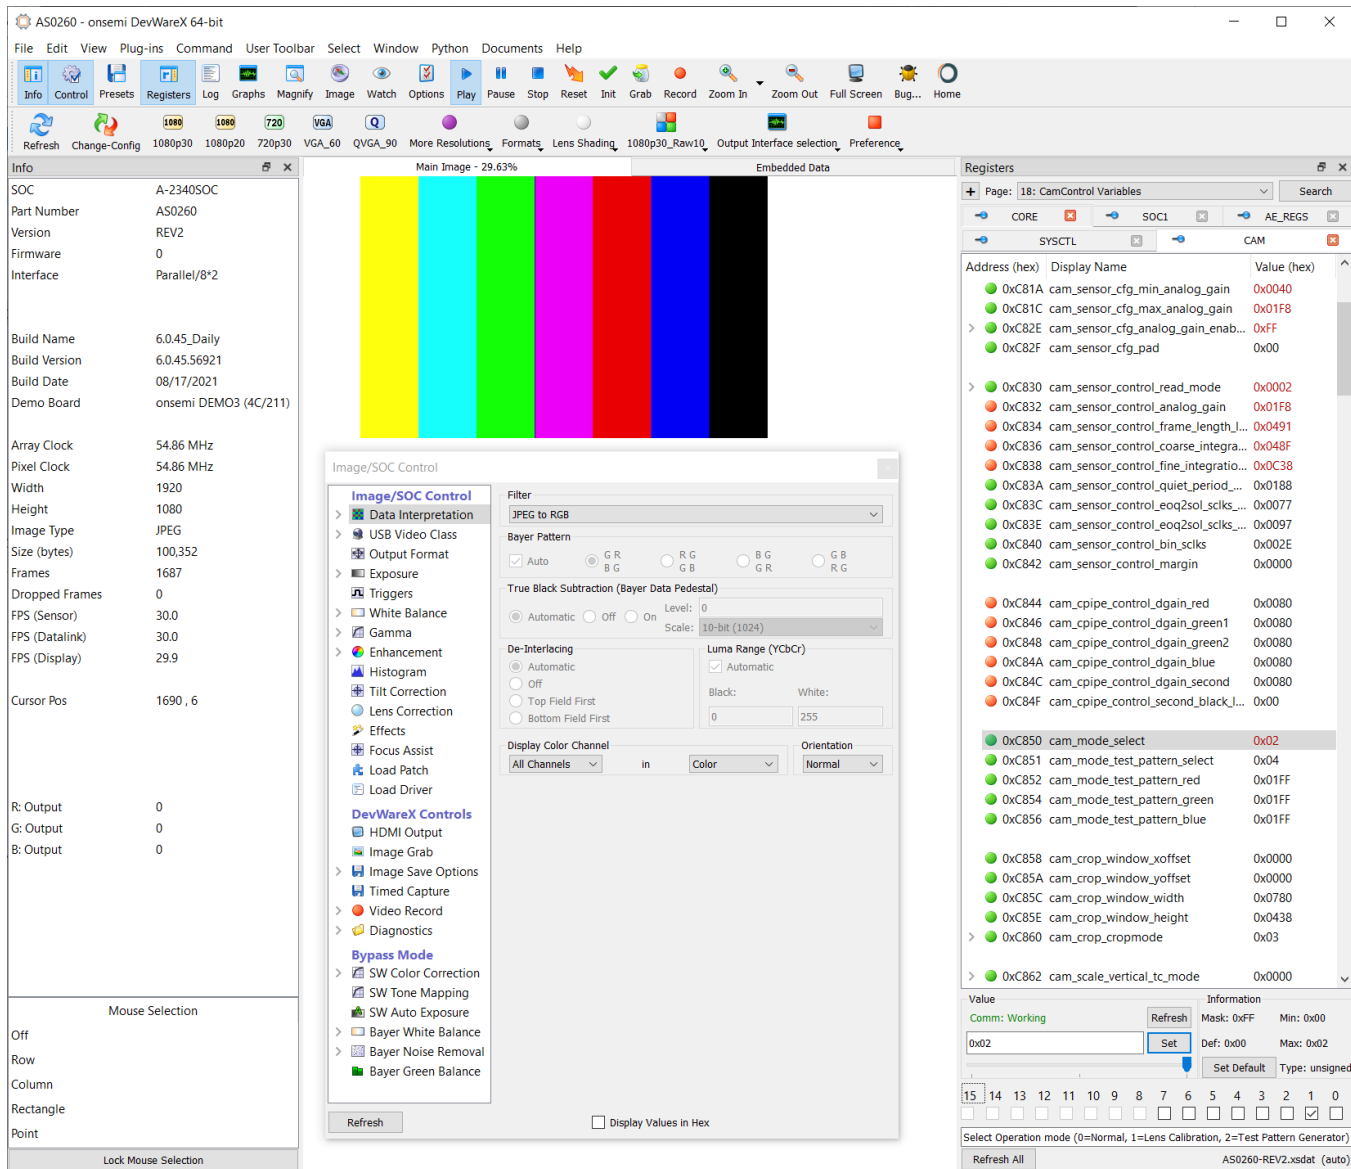 AS0260 - onsemi DevWareX 64-bit
File Edit View Plug-ins Command User Toolbar Select Window Python Documents Help
Info Control Presets Registers Log Graphs Magnify Image Watch Options Play Pause Stop Reset Init Grab Record Zoom In Zoom Out Full Screen Bug... Home
1080 1080 720 VGA Q
Refresh Change-Config 1080p30 1080p20 720p30 VGA_60 QVGA_90 More Resolutions Formats Lens Shading 1080p30_Raw10 Output Interface selection Preference
Info
SOC A-2340SOC
Part Number AS0260
Version REV2
Firmware 0
Interface Parallel/8*2
Build Name 6.0.45_Daily
Build Version 6.0.45.56921
Build Date 08/17/2021
Demo Board onsemi DEMO3 (4C/211)
Array Clock 54.86 MHz
Pixel Clock 54.86 MHz
Width 1920
Height 1080
Image Type JPEG
Size (bytes) 100,352
Frames 1687
Dropped Frames 0
FPS (Sensor) 30.0
FPS (Datalink) 30.0
FPS (Display) 29.9
Cursor Pos 1690 , 6
R: Output 0
G: Output 0
B: Output 0
Mouse Selection
Off
Row
Column
Rectangle
Point
Lock Mouse Selection
Main Image - 29.63% Embedded Data
Image/SOC Control
Image/SOC Control
Data Interpretation
USB Video Class
Output Format
Exposure
Triggers
White Balance
Gamma
Enhancement
Histogram
Tilt Correction
Lens Correction
Effects
Focus Assist
Load Patch
Load Driver
DevWareX Controls
HDMI Output
Image Grab
Image Save Options
Timed Capture
Video Record
Diagnostics
Bypass Mode
SW Color Correction
SW Tone Mapping
SW Auto Exposure
Bayer White Balance
Bayer Noise Removal
Bayer Green Balance
Refresh
Filter
JPEG to RGB
Bayer Pattern
Auto
G R
B G
R G
G B
B G
G R
G B
R G
True Black Subtraction (Bayer Data Pedestal)
Automatic Off On
Level: 0
Scale: 10-bit (1024)
De-Interlacing
Automatic
Off
Top Field First
Bottom Field First
Luma Range (YCbCr)
Automatic
Black: White:
0 255
Display Color Channel
All Channels in Color
Orientation
Normal
Display Values in Hex
Registers
Page: 18: CamControl Variables Search
CORE SOC1 AE_REGS
SYSCTL CAM
Address (hex) Display Name Value (hex)
0xC81A cam_sensor_cfg_min_analog_gain 0x0040
0xC81C cam_sensor_cfg_max_analog_gain 0x01F8
0xC82E cam_sensor_cfg_analog_gain_enab... 0xFF
0xC82F cam_sensor_cfg_pad 0x00
0xC830 cam_sensor_control_read_mode 0x0002
0xC832 cam_sensor_control_analog_gain 0x01F8
0xC834 cam_sensor_control_frame_length_l... 0x0491
0xC836 cam_sensor_control_coarse_integra... 0x048F
0xC838 cam_sensor_control_fine_integratio... 0x0C38
0xC83A cam_sensor_control_quiet_period_... 0x0188
0xC83C cam_sensor_control_eoq2sol_sclks_... 0x0077
0xC83E cam_sensor_control_eoq2sol_sclks_... 0x0097
0xC840 cam_sensor_control_bin_sclks 0x002E
0xC842 cam_sensor_control_margin 0x0000
0xC844 cam_cpipe_control_dgain_red 0x0080
0xC846 cam_cpipe_control_dgain_green1 0x0080
0xC848 cam_cpipe_control_dgain_green2 0x0080
0xC84A cam_cpipe_control_dgain_blue 0x0080
0xC84C cam_cpipe_control_dgain_second 0x0080
0xC84F cam_cpipe_control_second_black_l... 0x00
0xC850 cam_mode_select 0x02
0xC851 cam_mode_test_pattern_select 0x04
0xC852 cam_mode_test_pattern_red 0x01FF
0xC854 cam_mode_test_pattern_green 0x01FF
0xC856 cam_mode_test_pattern_blue 0x01FF
0xC858 cam_crop_window_xoffset 0x0000
0xC85A cam_crop_window_yoffset 0x0000
0xC85C cam_crop_window_width 0x0780
0xC85E cam_crop_window_height 0x0438
0xC860 cam_crop_cropmode 0x03
0xC862 cam_scale_vertical_tc_mode 0x0000
Value
Comm: Working Refresh
0x02 Set
Information
Mask: 0xFF Min: 0x00
Def: 0x00 Max: 0x02
Set Default Type: unsigned
15 14 13 12 11 10 9 8 7 6 5 4 3 2 1 0
Select Operation mode (0=Normal, 1=Lens Calibration, 2=Test Pattern Generator)
Refresh All AS0260-REV2.xsdat (auto)